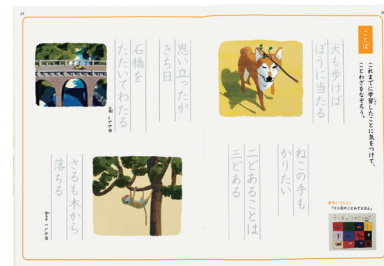 ことば
これまでに学習したことに気をつけて、
ことわざをなぞろう。
犬も歩けば
ぼうに当たる
ねこの手も
かりたい
二どあることは
三どある
思い立ったが
きち日
石橋を
たたいてわたる
さるも木から
落ちる